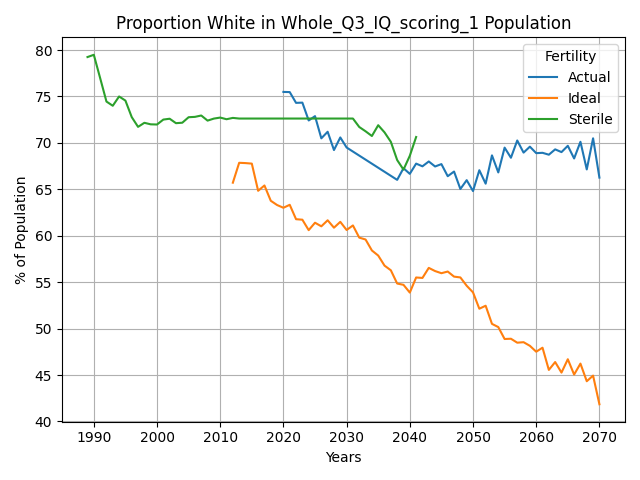 Proportion White in Whole_Q3_IQ_scoring_1 Population
Fertility
Actual
Ideal
Sterile
% of Population
80
75
70
65
60
55
50
45
40
1990 2000 2010 2020 2030 2040 2050 2060 2070
Years